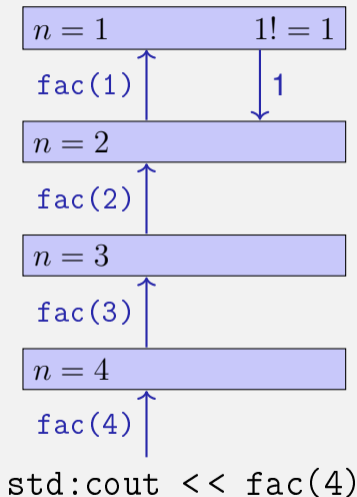 n = 1 1! = 1
fac(1) 1
n = 2
fac(2)
n = 3
fac(3)
n = 4
fac(4)
std:cout << fac(4)